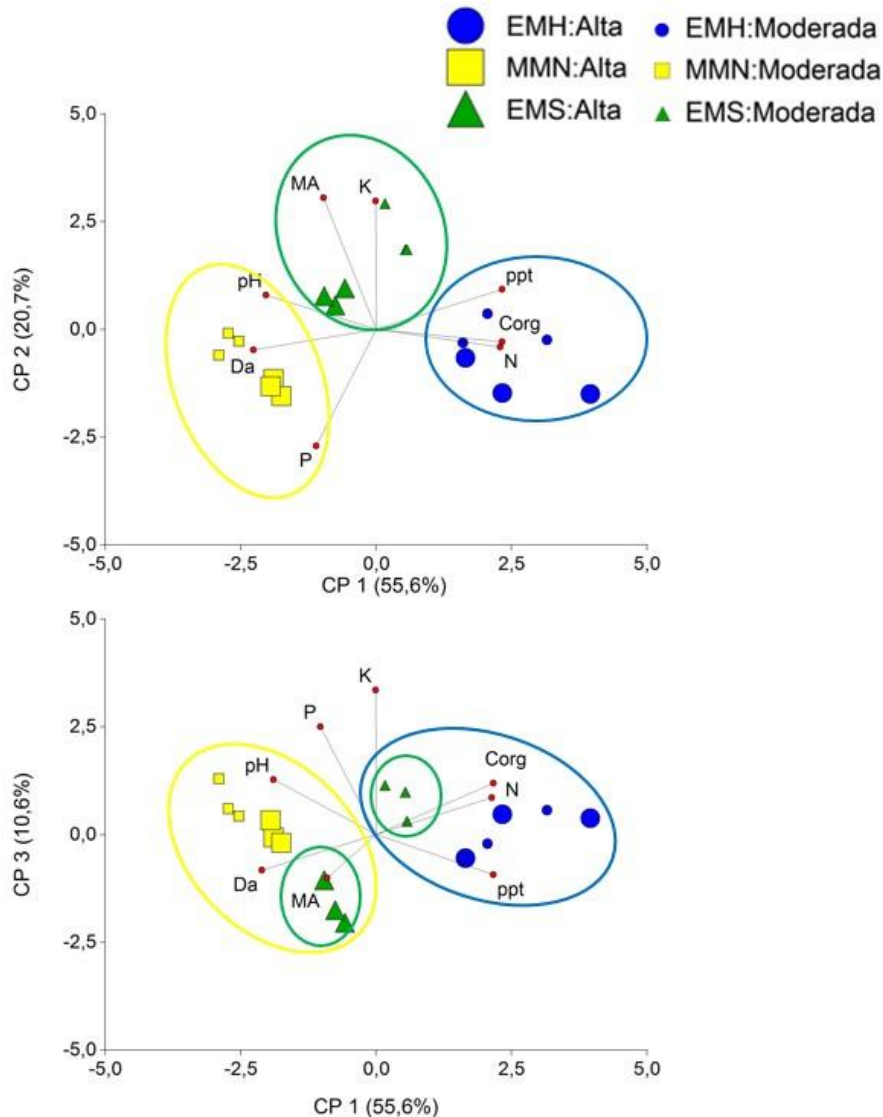 EMH:Alta EMH:Moderada
MMN:Alta MMN:Moderada
EMS:Alta EMS:Moderada
5,0
MA K
2,5
pH ppt
CP 2 (20,7%)
0,0
Corg
Da N
-2,5
P
-5,0
-5,0 -2,5 0,0 2,5 5,0
CP 1 (55,6%)
5,0
K
P
2,5
pH Corg
N
CP 3 (10,6%)
0,0
Da MA ppt
-2,5
-5,0
-5,0 -2,5 0,0 2,5 5,0
CP 1 (55,6%)